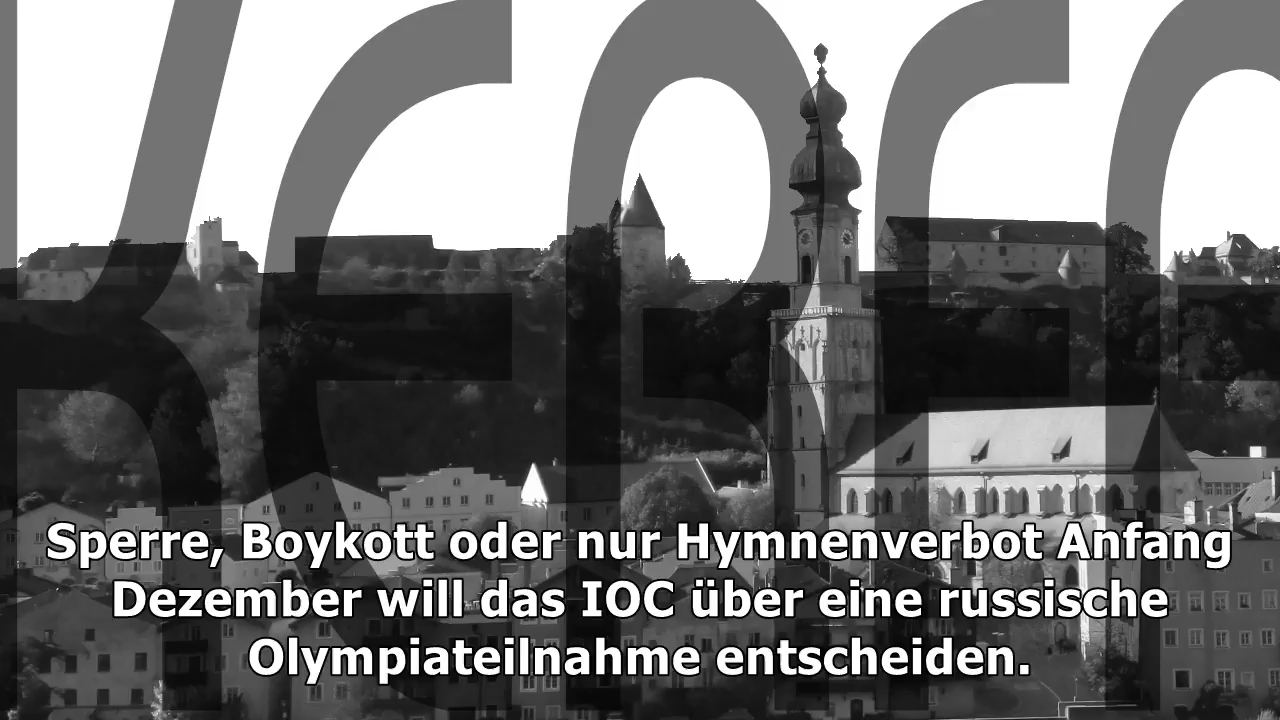 Sperre, Boykott oder nur Hymnenverbot Anfang
Dezember will das IOC über eine russische
Olympiateilnahme entscheiden.